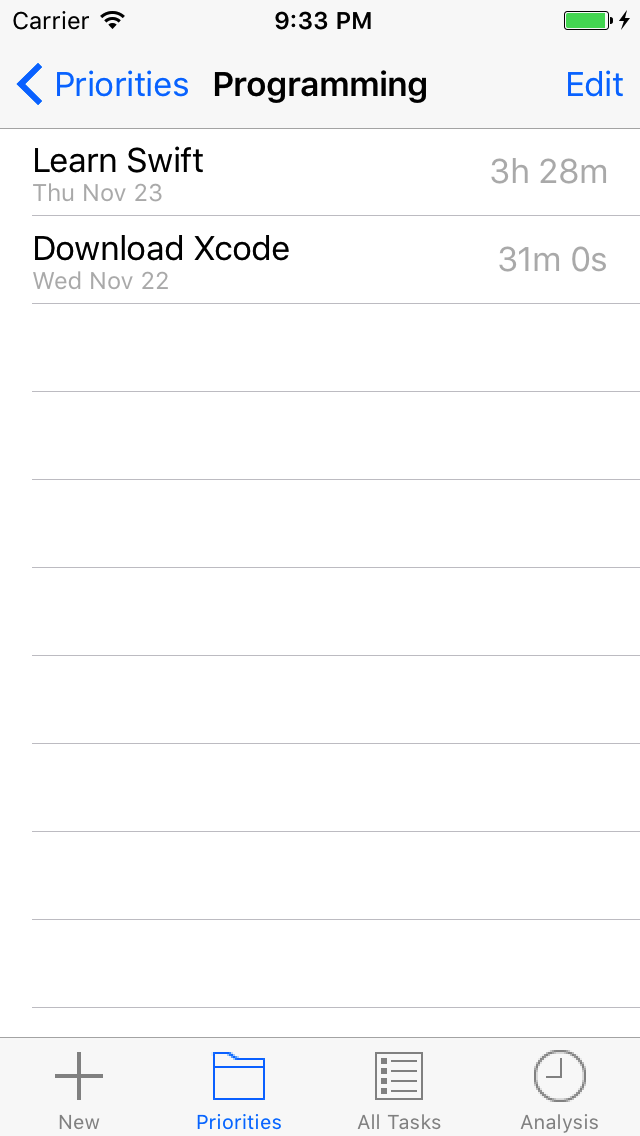 Carrier 9:33 PM
Priorities Programming Edit
Learn Swift 3h 28m
Thu Nov 23
Download Xcode 31m 0s
Wed Nov 22
New Priorities All Tasks Analysis